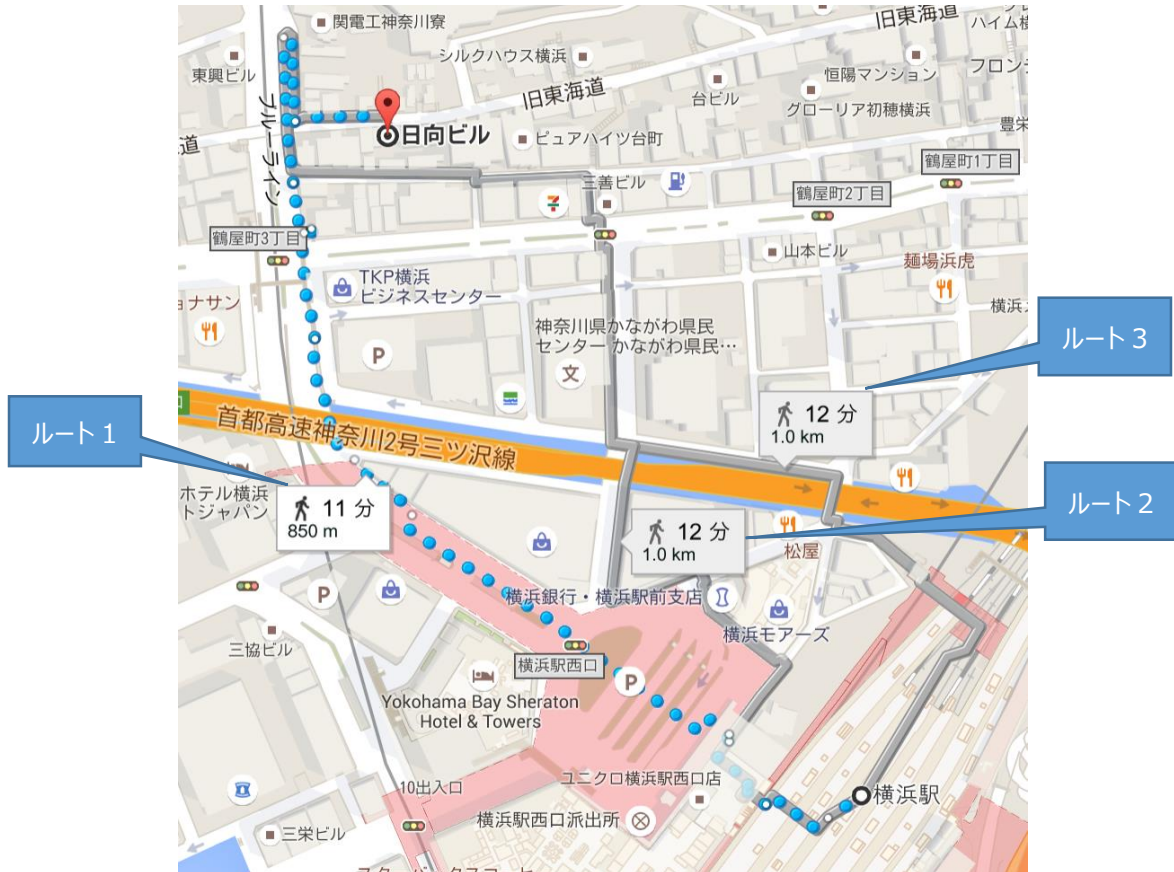 関電工神奈川寮
旧東海道
東興ビル
シルクハウス横浜
旧東海道
台ビル
恒陽マンション
グローリア初穂横浜
フロン
道
ブルーライン
日向ビル
ピュアハイツ台町
豊栄
鶴屋町1丁目
三善ビル
鶴屋町2丁目
鶴屋町3丁目
山本ビル
麺場浜虎
TKP横浜
ビジネスセンター
ョナサン
P
神奈川県かながわ県民
センター かながわ県民…
文
ルート 3
12 分
1.0 km
首都高速神奈川2号三ツ沢線
ルート 1
ホテル横浜
トジャパン
11 分
850 m
12 分
1.0 km
ルート 2
松屋
P
横浜銀行・横浜駅前支店
横浜モアーズ
三協ビル
横浜駅西口
P
Yokohama Bay Sheraton
Hotel & Towers
10出入口
ユニクロ横浜駅西口店
横浜駅
三栄ビル
横浜駅西口派出所